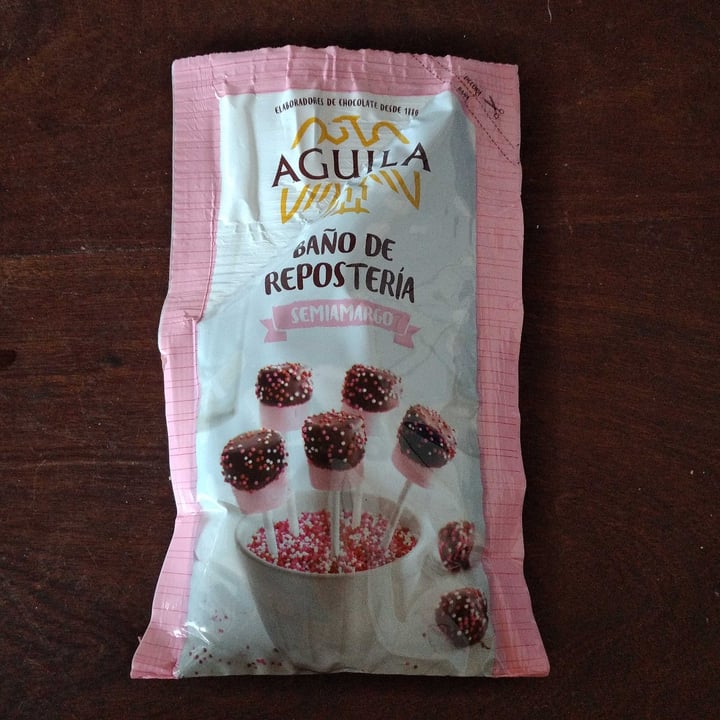 ELABORADORES DE CHOCOLATE DESDE 1880
AGUILA
BAÑO DE
REPOSTERÍA
SEMIAMARGO